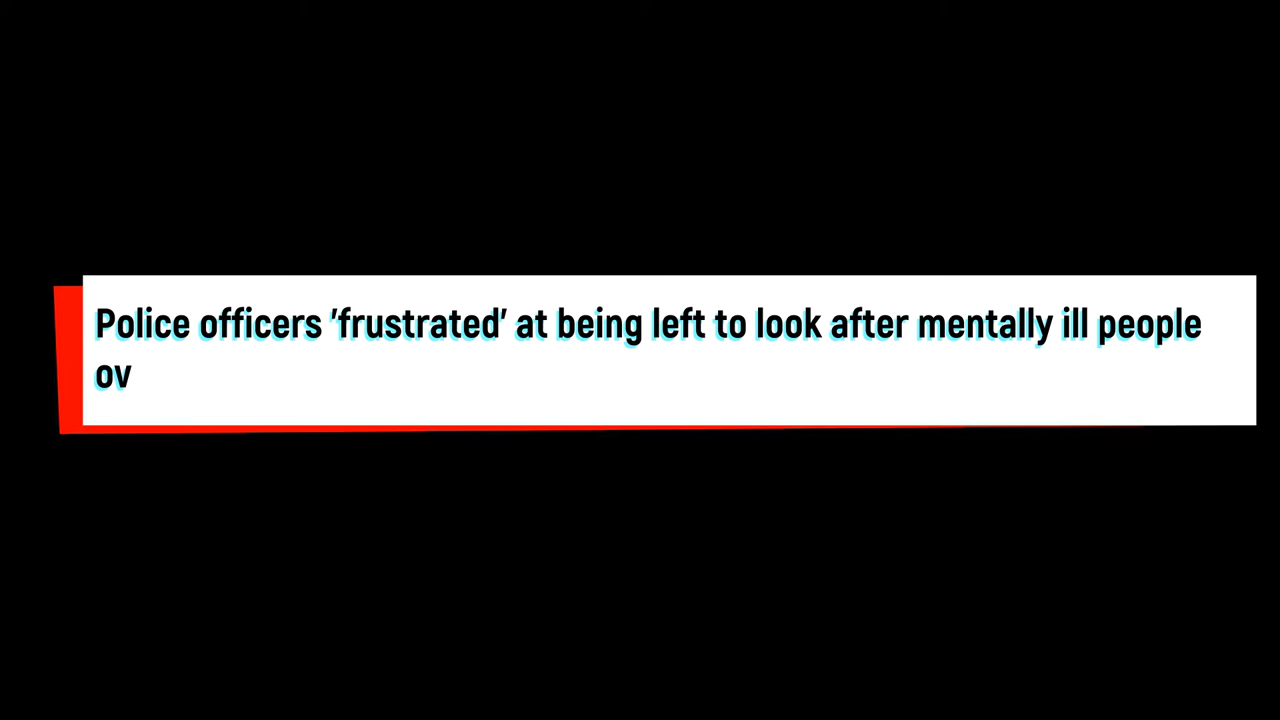 Police officers 'frustrated' at being left to look after mentally ill people
ov